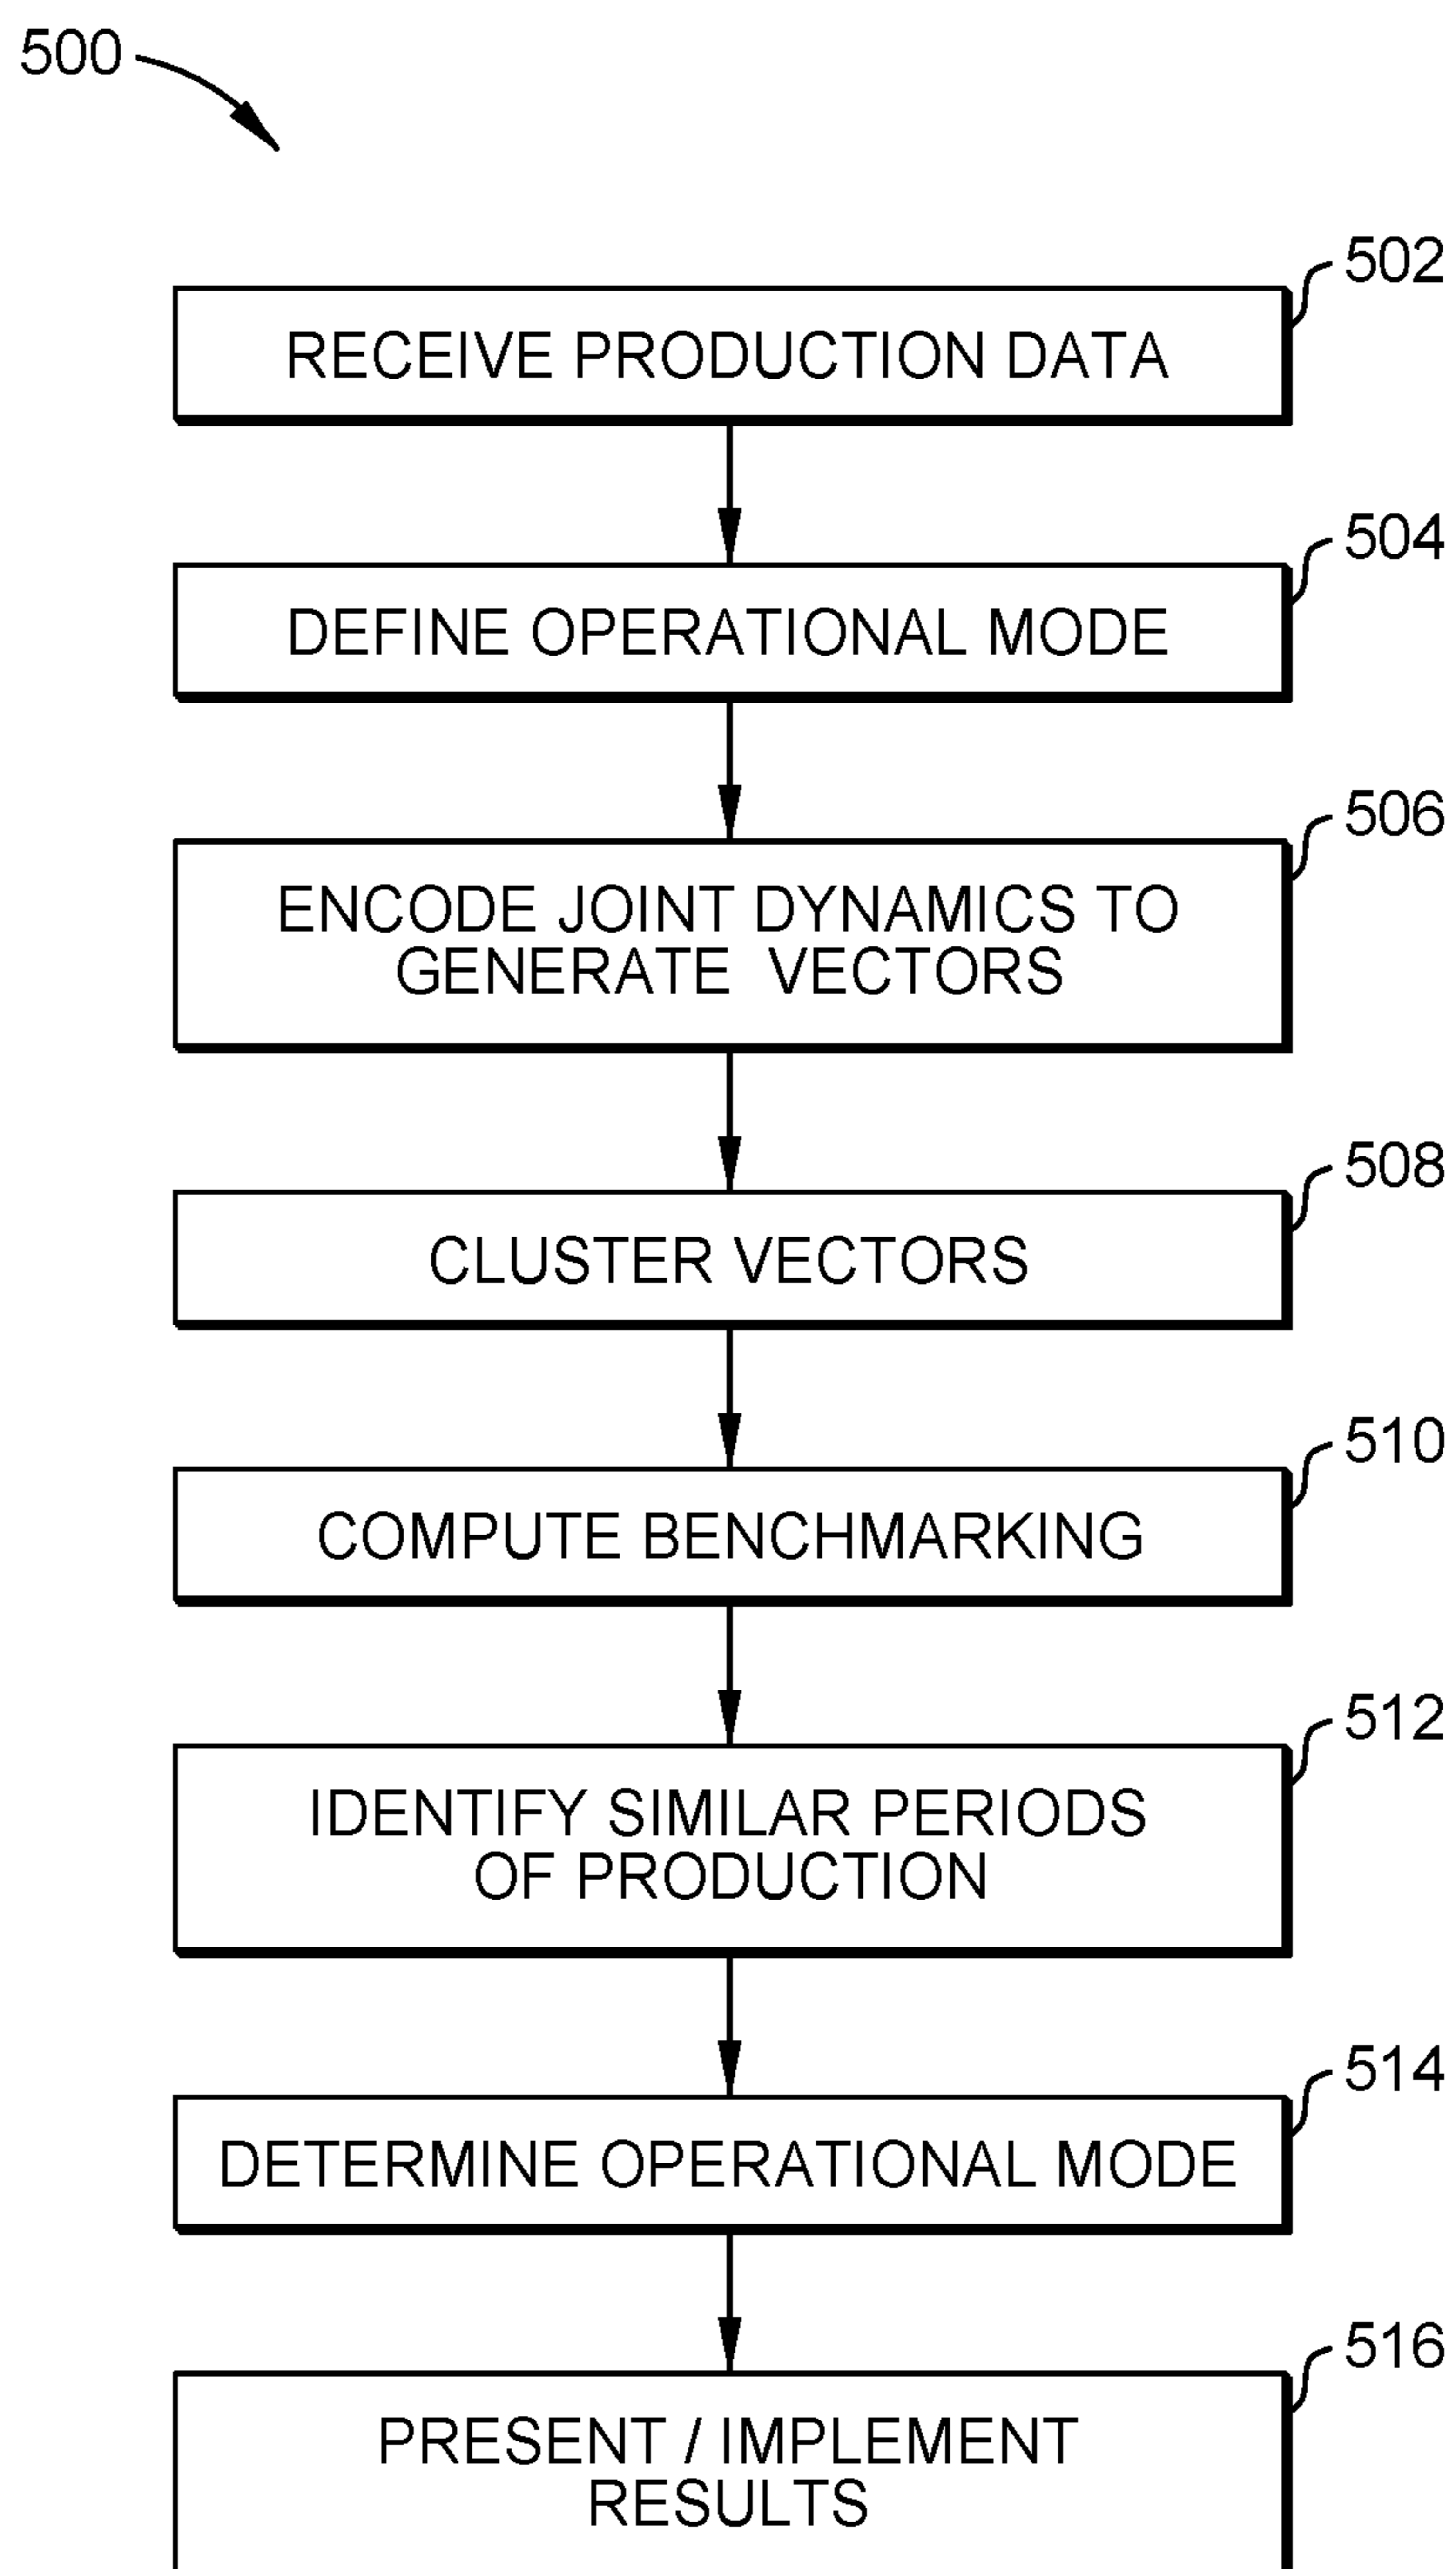 500
502
RECEIVE PRODUCTION DATA
504
DEFINE OPERATIONAL MODE
506
ENCODE JOINT DYNAMICS TO
GENERATE VECTORS
508
CLUSTER VECTORS
510
COMPUTE BENCHMARKING
512
IDENTIFY SIMILAR PERIODS
OF PRODUCTION
514
DETERMINE OPERATIONAL MODE
516
PRESENT / IMPLEMENT
RESULTS